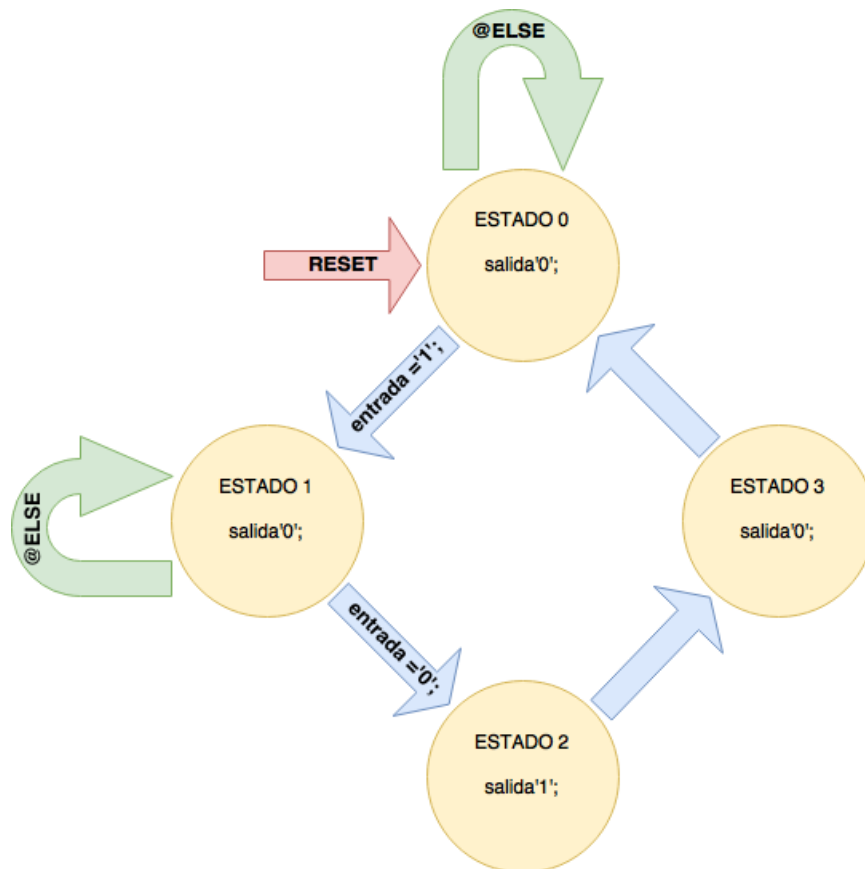 @ELSE
ESTADO 0
salida'0';
RESET
entrada ='1';
ESTADO 1
salida'0';
@ELSE
ESTADO 3
salida'0';
entrada ='0';
ESTADO 2
salida'1';